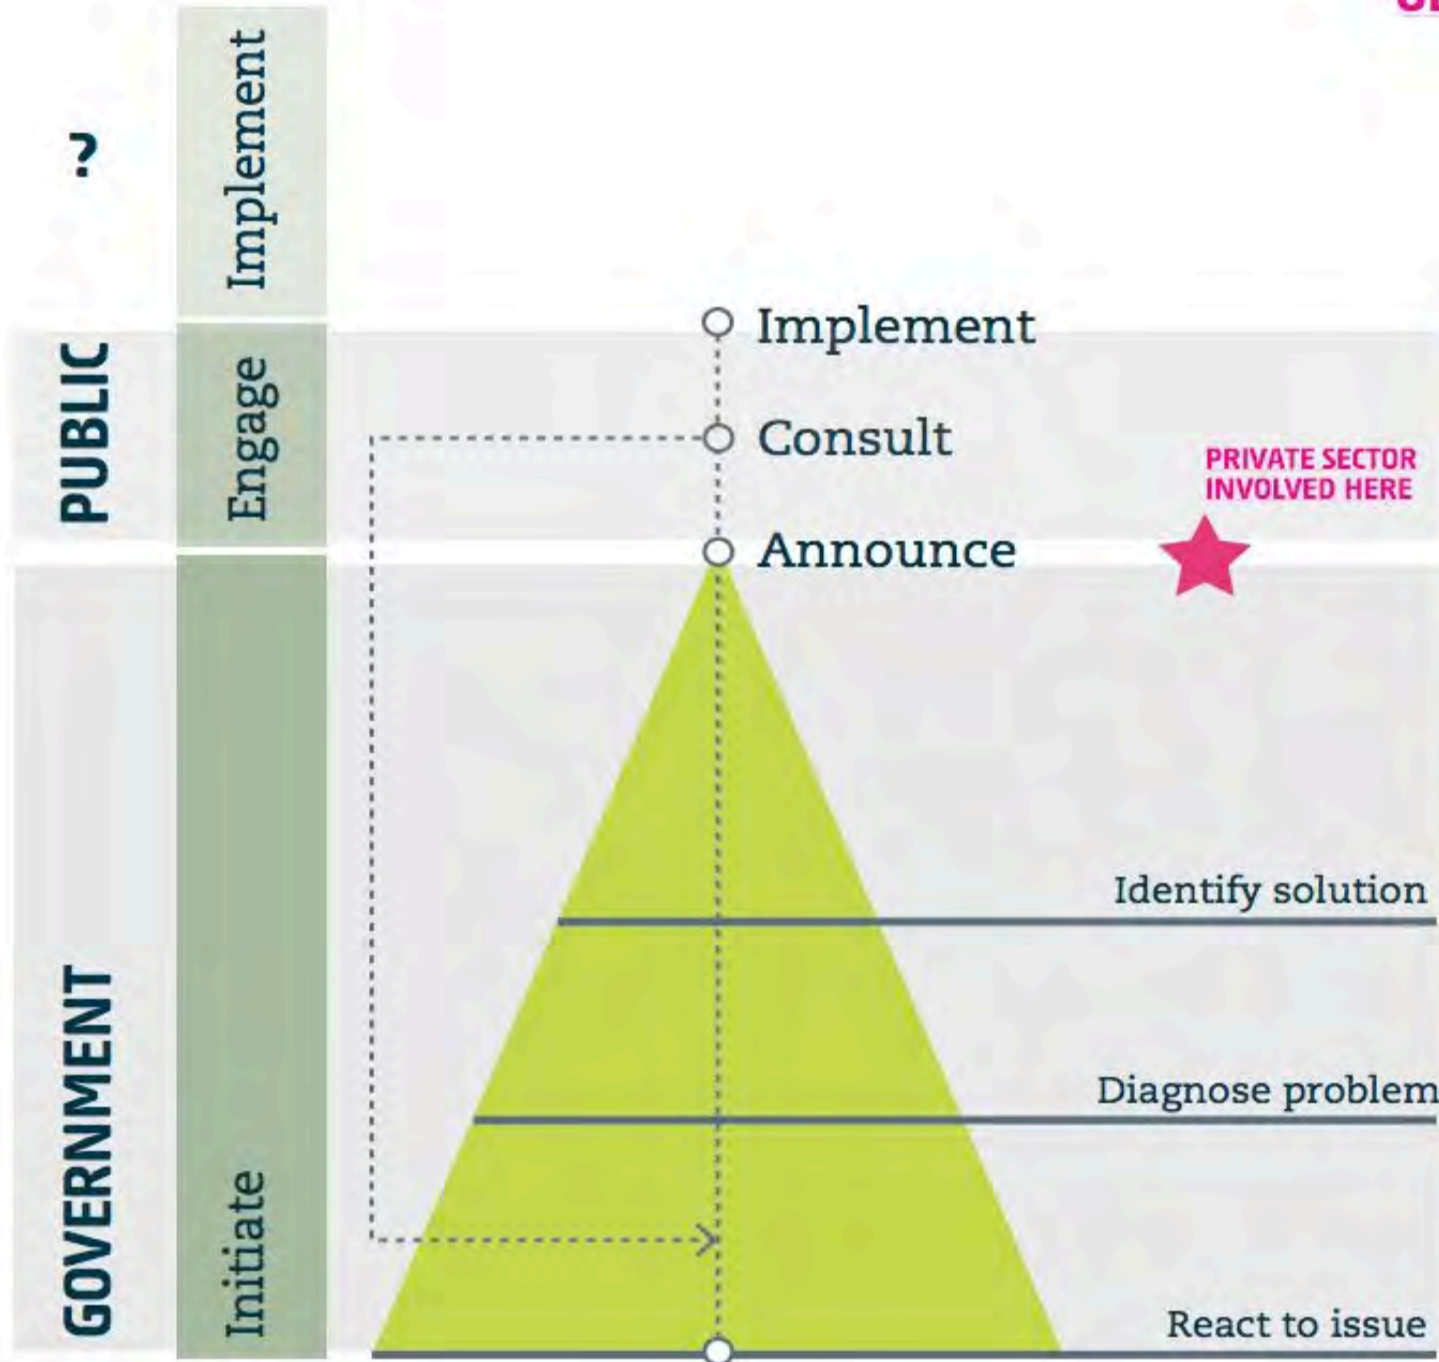 ?
Implement
Implement
PUBLIC
Engage
Consult
PRIVATE SECTOR
INVOLVED HERE
Announce
Identify solution
Diagnose problem
GOVERNMENT
Initiate
React to issue